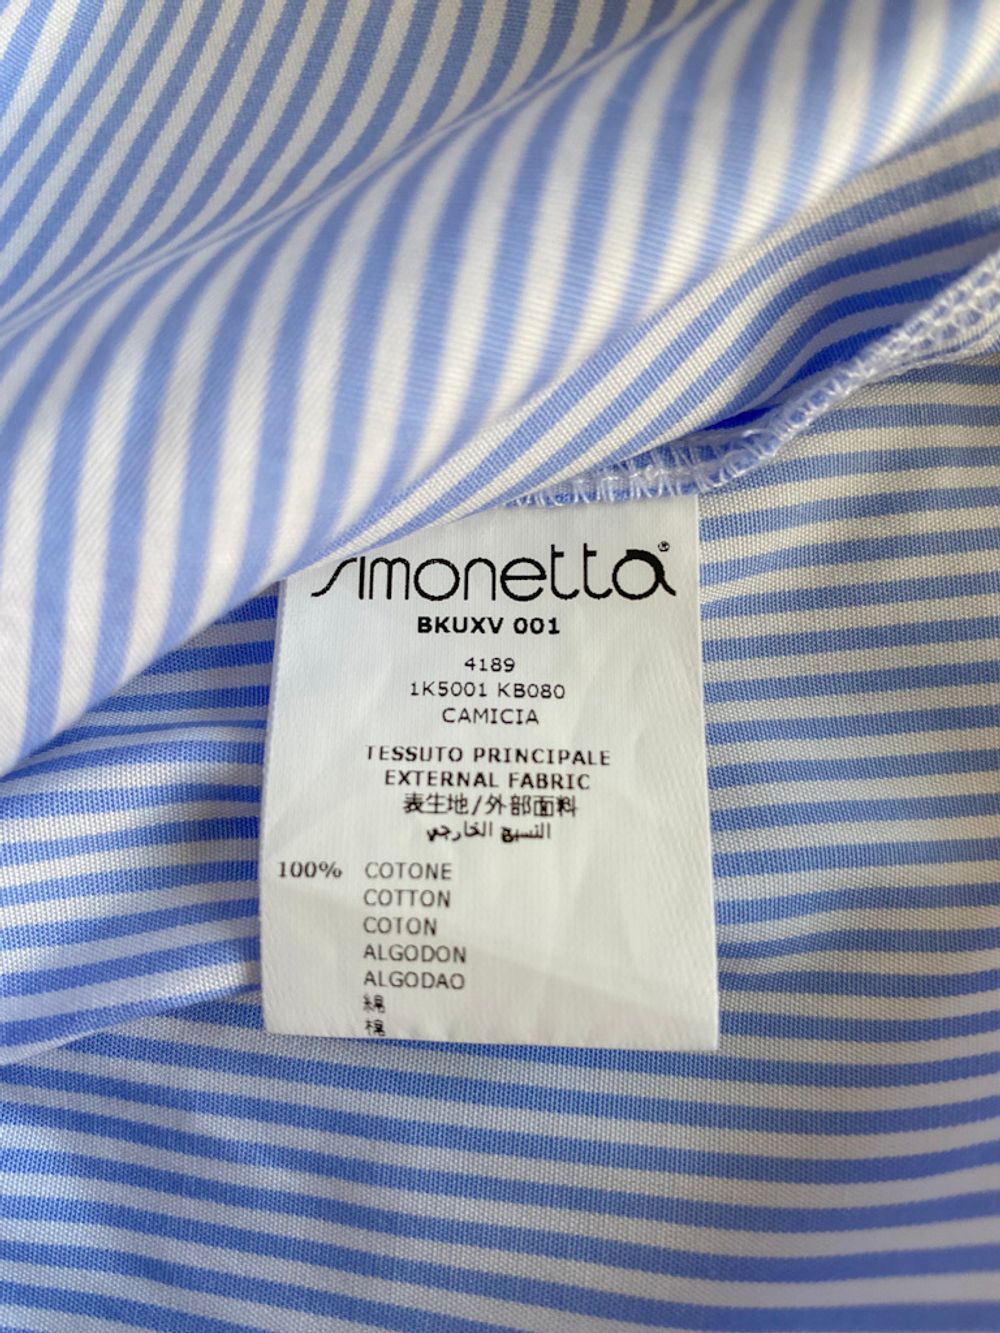 simonetta®
BKUXV 001
4189
1K5001 KB080
CAMICIA
TESSUTO PRINCIPALE
EXTERNAL FABRIC
表生地/外部面料
النسيج الخارجي
100% COTONE
COTTON
COTON
ALGODON
ALGODAO
綿
棉